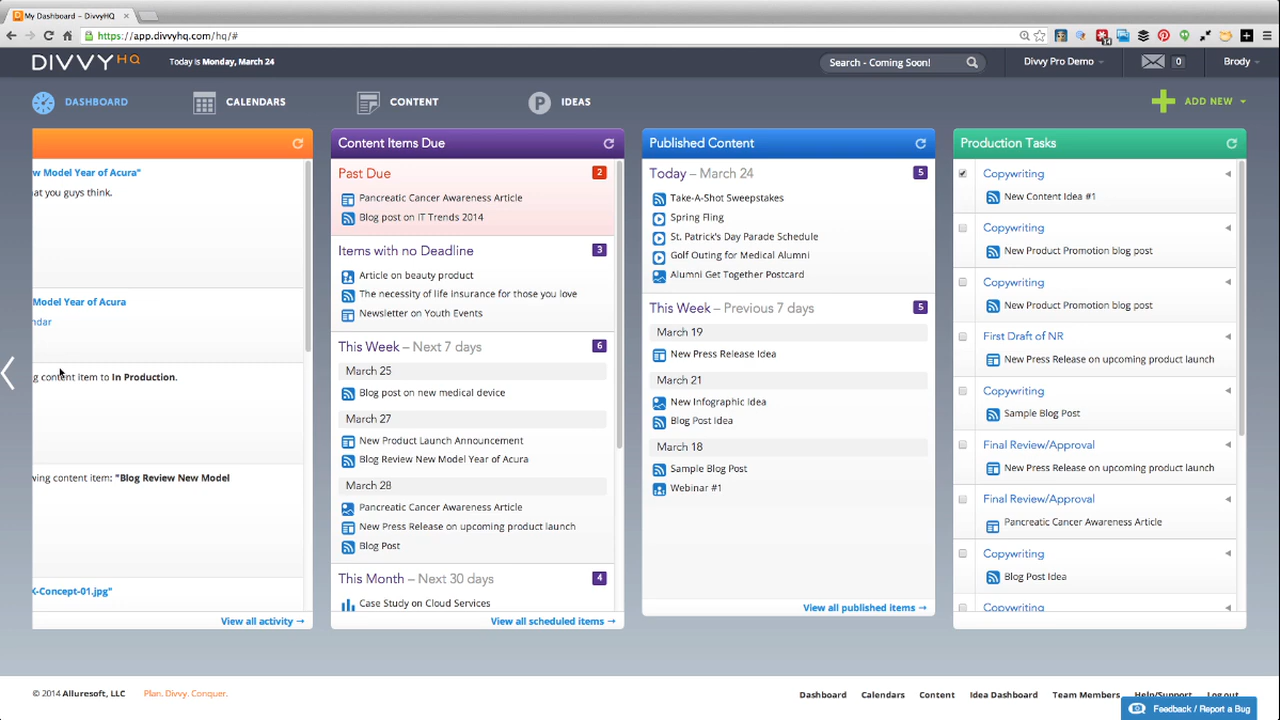 My Dashboard – DivvyHQ
https://app.divvyhq.com/hq/#
14
DIVVYHQ
Today is Monday, March 24
Search - Coming Soon!
Divvy Pro Demo
0
Brody
DASHBOARD
CALENDARS
CONTENT
IDEAS
ADD NEW
w Model Year of Acura"
at you guys think.
Model Year of Acura
ndar
g content item to In Production.
wing content item: "Blog Review New Model
X-Concept-01.jpg"
View all activity →
Content Items Due
Past Due
2
Pancreatic Cancer Awareness Article
Blog post on IT Trends 2014
Items with no Deadline
3
Article on beauty product
The necessity of life insurance for those you love
Newsletter on Youth Events
This Week – Next 7 days
6
March 25
Blog post on new medical device
March 27
New Product Launch Announcement
Blog Review New Model Year of Acura
March 28
Pancreatic Cancer Awareness Article
New Press Release on upcoming product launch
Blog Post
This Month – Next 30 days
4
Case Study on Cloud Services
View all scheduled items →
Published Content
Today – March 24
5
Take-A-Shot Sweepstakes
Spring Fling
St. Patrick's Day Parade Schedule
Golf Outing for Medical Alumni
Alumni Get Together Postcard
This Week – Previous 7 days
5
March 19
New Press Release Idea
March 21
New Infographic Idea
Blog Post Idea
March 18
Sample Blog Post
Webinar #1
View all published items →
Production Tasks
Copywriting
New Content Idea #1
Copywriting
New Product Promotion blog post
Copywriting
New Product Promotion blog post
First Draft of NR
New Press Release on upcoming product launch
Copywriting
Sample Blog Post
Final Review/Approval
New Press Release on upcoming product launch
Final Review/Approval
Pancreatic Cancer Awareness Article
Copywriting
Blog Post Idea
Copywriting
© 2014 Alluresoft, LLC
Plan. Divvy. Conquer.
Dashboard
Calendars
Content
Idea Dashboard
Team Members
Help/Support
Log out
Feedback / Report a Bug